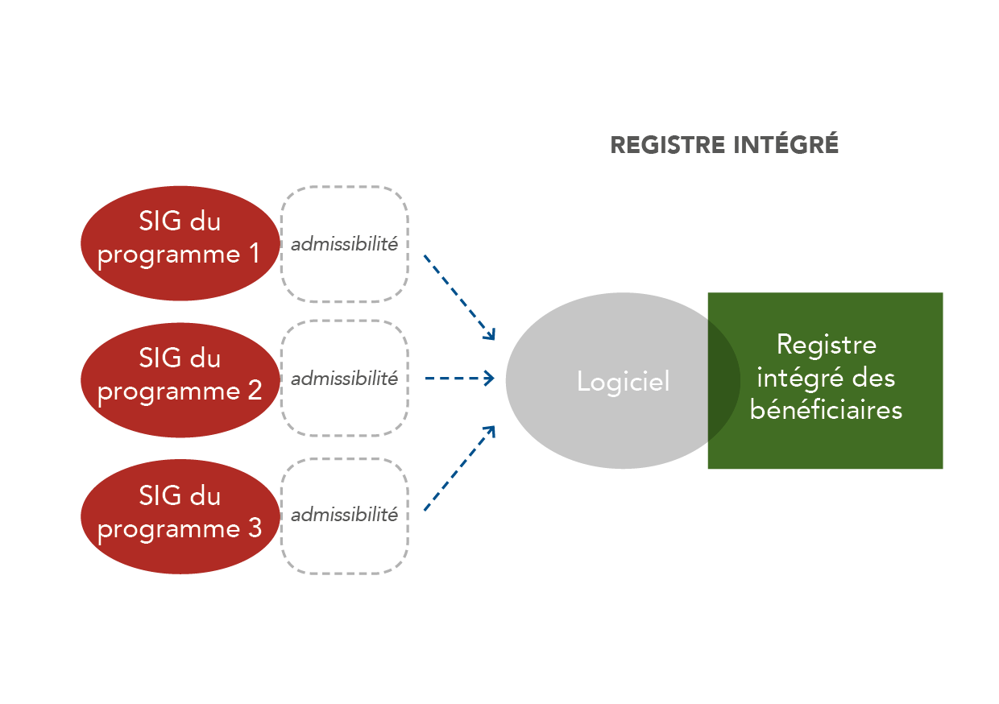 REGISTRE INTÉGRÉ
SIG du
programme 1
admissibilité
SIG du
programme 2
admissibilité
SIG du
programme 3
admissibilité
Logiciel
Registre
intégré des
bénéficiaires